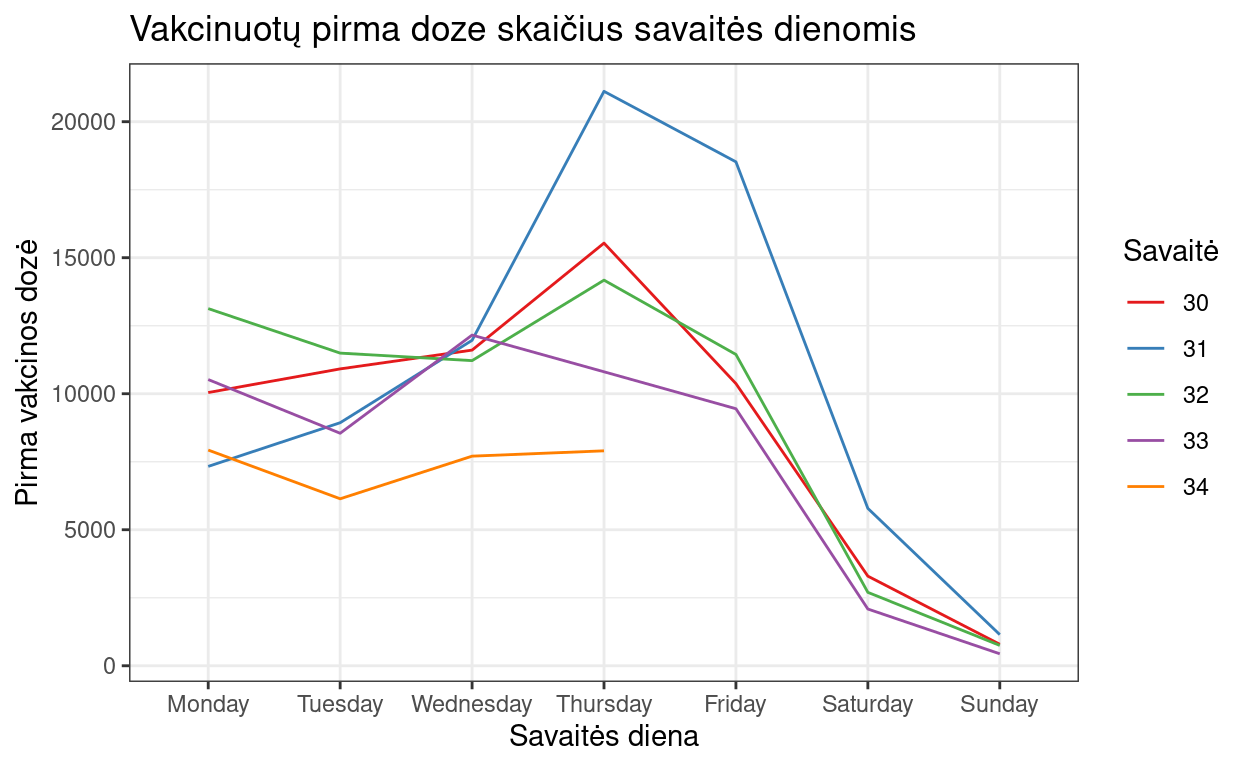 Vakcinuotų pirma doze skaičius savaitės dienomis
Pirma vakcinos dozė
20000
15000
10000
5000
0
Monday Tuesday Wednesday Thursday Friday Saturday Sunday
Savaitės diena
Savaitė
30
31
32
33
34